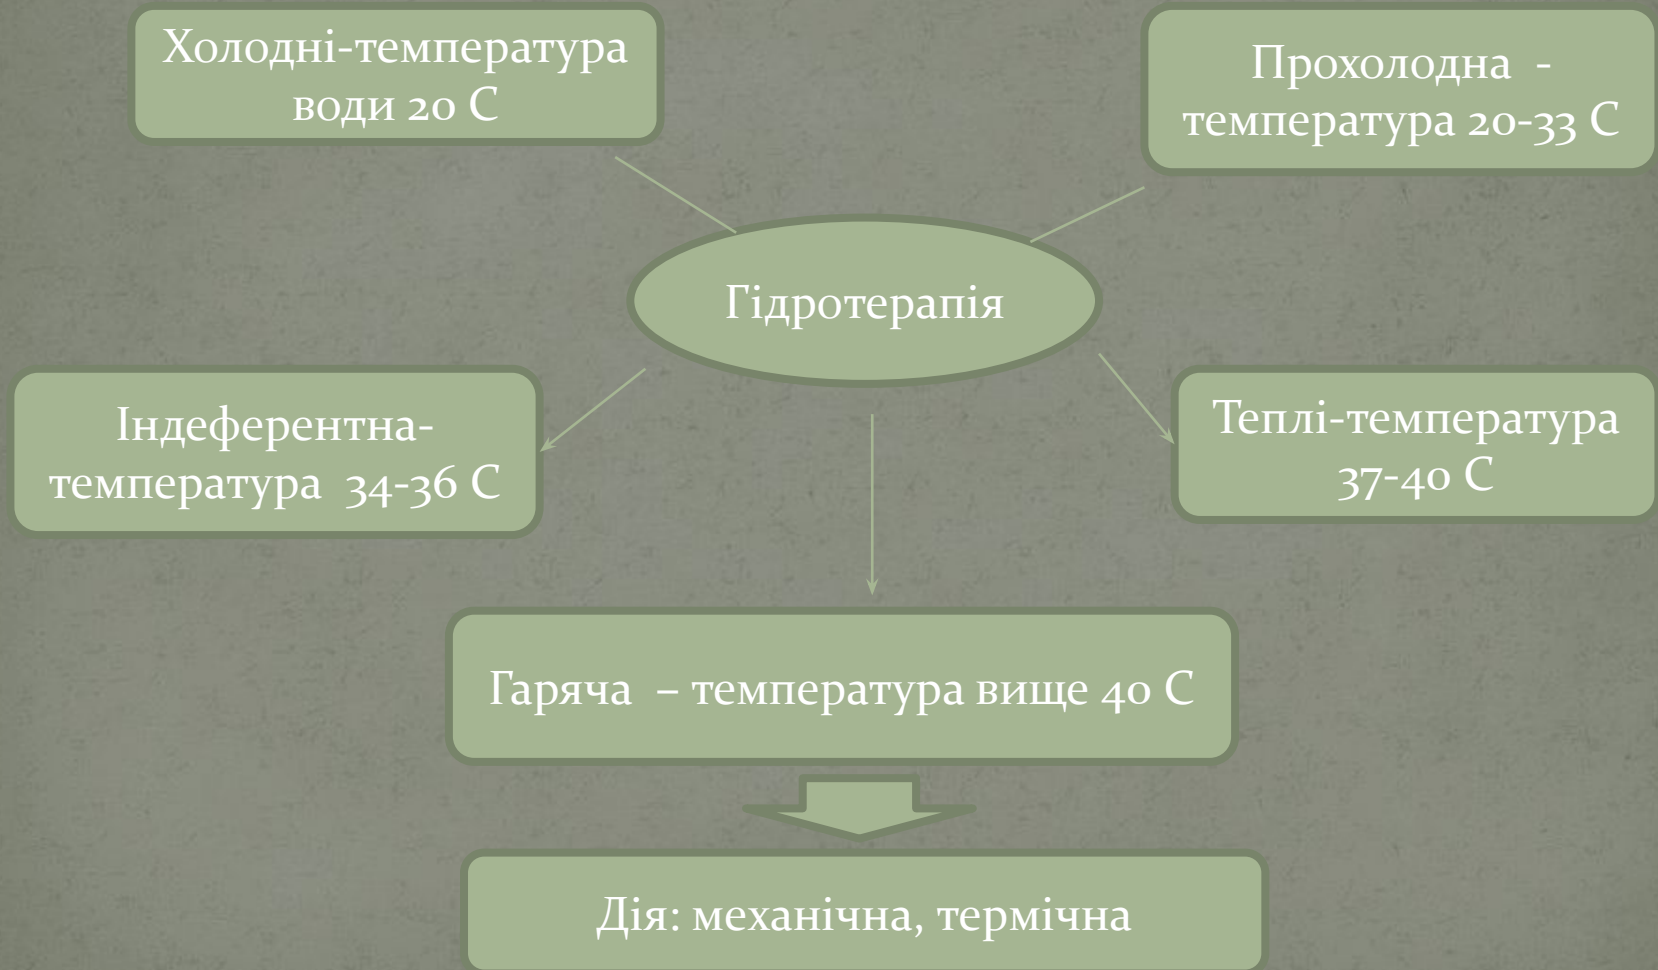 Холодні-температура
води 20 С
Прохолодна -
температура 20-33 С
Гідротерапія
Індеферентна-
температура 34-36 С
Теплі-температура
37-40 С
Гаряча – температура вище 40 С
Дія: механічна, термічна